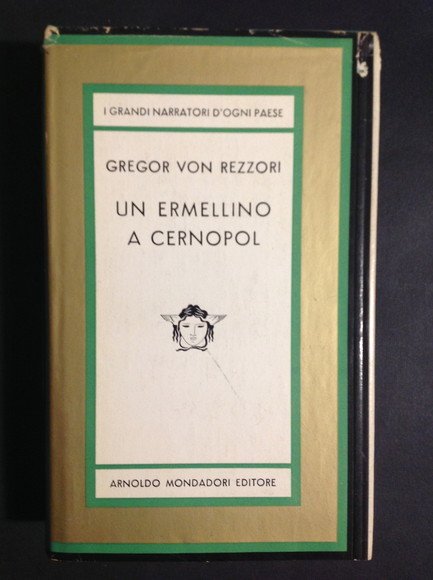 I GRANDI NARRATORI D'OGNI PAESE
GREGOR VON REZZORI
UN ERMELLINO
A CERNOPOL
ARNOLDO MONDADORI EDITORE